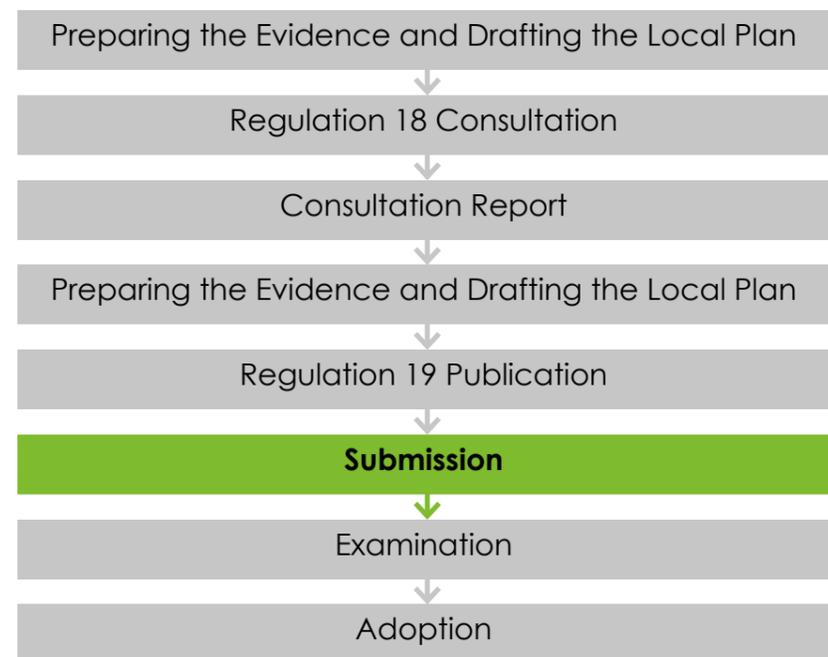 Preparing the Evidence and Drafting the Local Plan
Regulation 18 Consultation
Consultation Report
Preparing the Evidence and Drafting the Local Plan
Regulation 19 Publication
Submission
Examination
Adoption